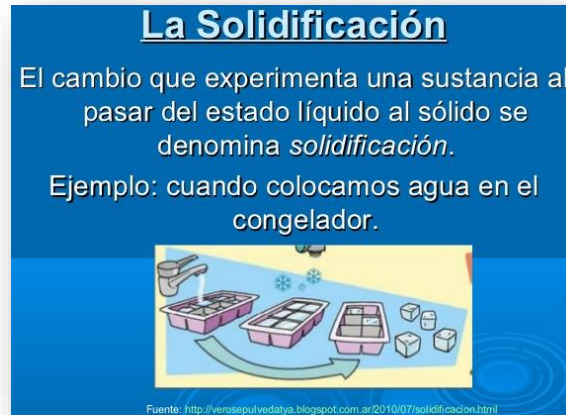 La Solidificación
El cambio que experimenta una sustancia al
pasar del estado líquido al sólido se
denomina solidificación.
Ejemplo: cuando colocamos agua en el
congelador.
Fuente: http://verosepulvedatya.blogspot.com.ar/2010/07/solidificacion.html